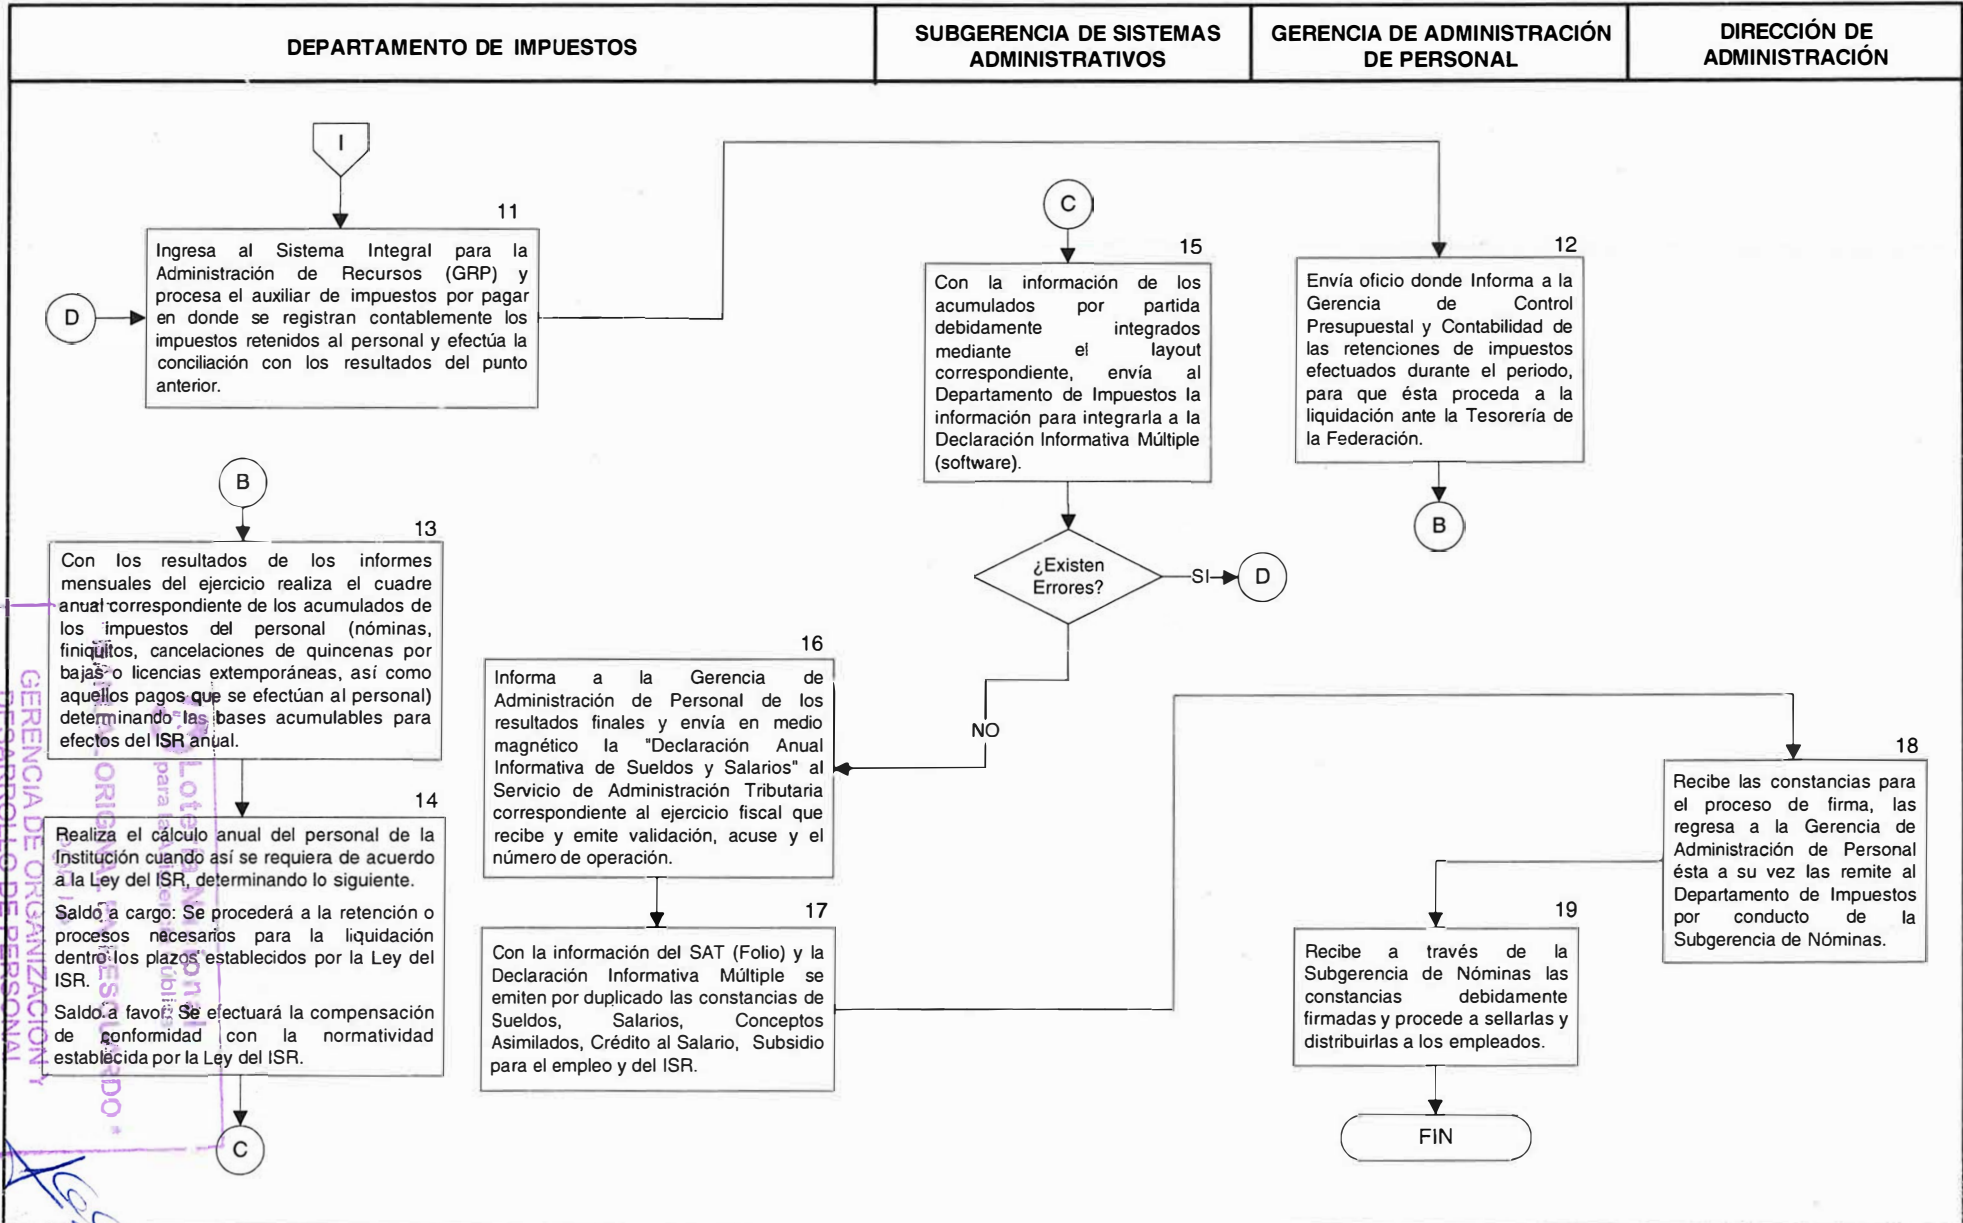 DEPARTAMENTO DE IMPUESTOS
SUBGERENCIA DE SISTEMAS
ADMINISTRATIVOS
GERENCIA DE ADMINISTRACIÓN
DE PERSONAL
DIRECCIÓN DE
ADMINISTRACIÓN
I
11
Ingresa al Sistema Integral para la
Administración de Recursos (GRP) y
procesa el auxiliar de impuestos por pagar
en donde se registran contablemente los
impuestos retenidos al personal y efectúa la
conciliación con los resultados del punto
anterior.
D
12
Envía oficio donde Informa a la
Gerencia de Control
Presupuestal y Contabilidad de
las retenciones de impuestos
efectuados durante el periodo,
para que ésta proceda a la
liquidación ante la Tesorería de
la Federación.
B
B
13
Con los resultados de los informes
mensuales del ejercicio realiza el cuadre
anual correspondiente de los acumulados de
los impuestos del personal (nóminas,
finiquitos, cancelaciones de quincenas por
bajas o licencias extemporáneas, así como
aquellos pagos que se efectúan al personal)
determinando las bases acumulables para
efectos del ISR anual.
14
Realiza el cálculo anual del personal de la
Institución cuando así se requiera de acuerdo
a la Ley del ISR, determinando lo siguiente.
Saldo a cargo: Se procederá a la retención o
procesos necesarios para la liquidación
dentro los plazos establecidos por la Ley del
ISR.
Saldo a favor: Se efectuará la compensación
de conformidad con la normatividad
establecida por la Ley del ISR.
C
C
15
Con la información de los
acumulados por partida
debidamente integrados
mediante el layout
correspondiente, envía al
Departamento de Impuestos la
información para integrarla a la
Declaración Informativa Múltiple
(software).
¿Existen
Errores?
SI
D
NO
16
Informa a la Gerencia de
Administración de Personal de los
resultados finales y envía en medio
magnético la "Declaración Anual
Informativa de Sueldos y Salarios" al
Servicio de Administración Tributaria
correspondiente al ejercicio fiscal que
recibe y emite validación, acuse y el
número de operación.
17
Con la información del SAT (Folio) y la
Declaración Informativa Múltiple se
emiten por duplicado las constancias de
Sueldos, Salarios, Conceptos
Asimilados, Crédito al Salario, Subsidio
para el empleo y del ISR.
18
Recibe las constancias para
el proceso de firma, las
regresa a la Gerencia de
Administración de Personal
ésta a su vez las remite al
Departamento de Impuestos
por conducto de la
Subgerencia de Nóminas.
19
Recibe a través de la
Subgerencia de Nóminas las
constancias debidamente
firmadas y procede a sellarlas y
distribuirlas a los empleados.
FIN
Lotería Nacional
para la Asistencia Pública
ORIGINAL
GERENCIA DE ORGANIZACION Y
DESARROLLO DE PERSONAL